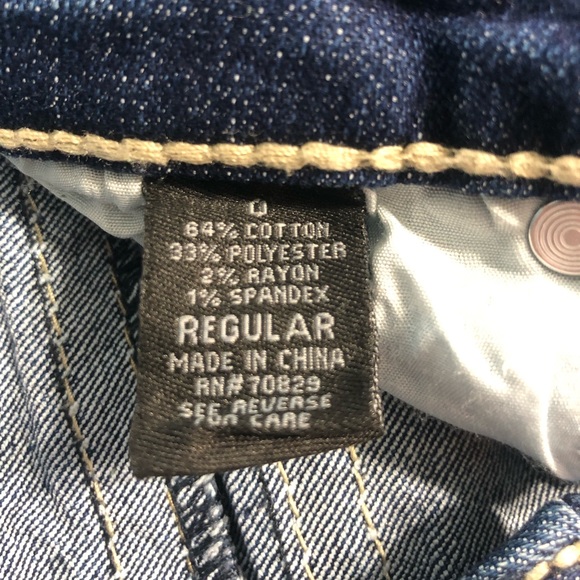 0
64% COTTON
33% POLYESTER
2% RAYON
1% SPANDEX
REGULAR
MADE IN CHINA
RN# 70829
SEE REVERSE
FOR CARE